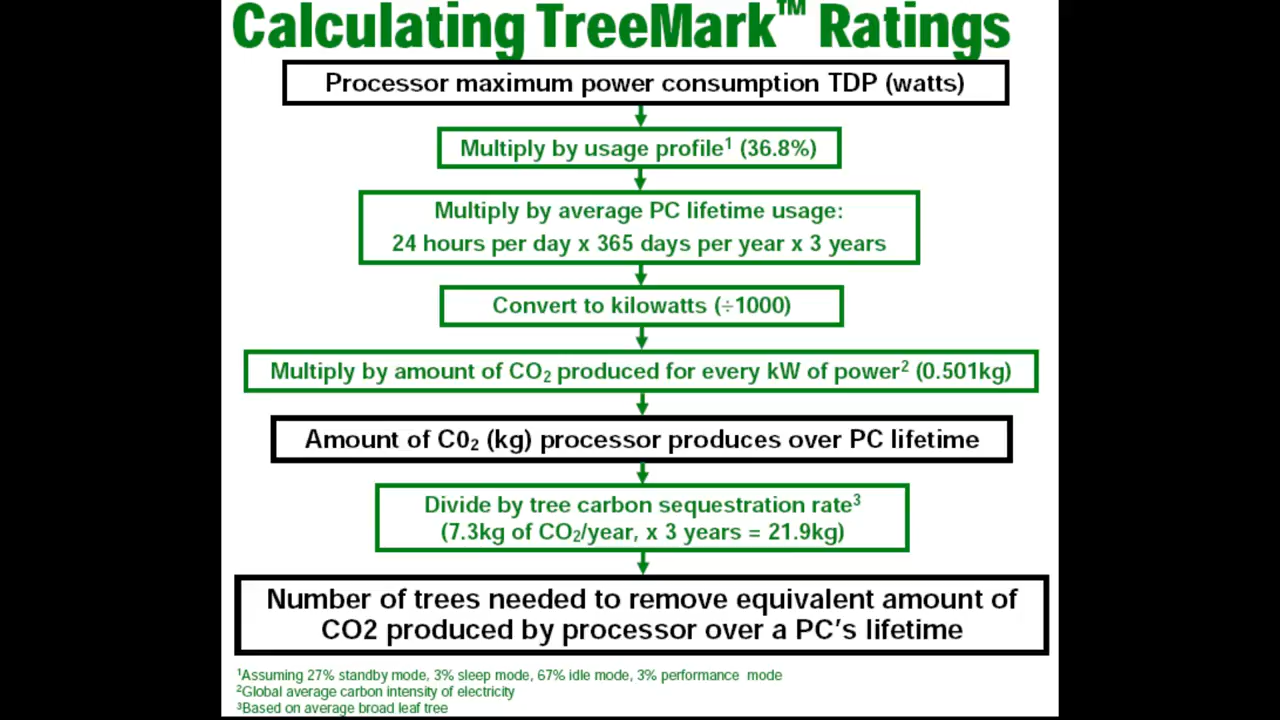 Calculating TreeMark™ Ratings
Processor maximum power consumption TDP (watts)
Multiply by usage profile¹ (36.8%)
Multiply by average PC lifetime usage:
24 hours per day x 365 days per year x 3 years
Convert to kilowatts (÷1000)
Multiply by amount of CO₂ produced for every kW of power² (0.501kg)
Amount of C0₂ (kg) processor produces over PC lifetime
Divide by tree carbon sequestration rate³
(7.3kg of CO₂/year, x 3 years = 21.9kg)
Number of trees needed to remove equivalent amount of
CO2 produced by processor over a PC's lifetime
¹Assuming 27% standby mode, 3% sleep mode, 67% idle mode, 3% performance mode
²Global average carbon intensity of electricity
³Based on average broad leaf tree